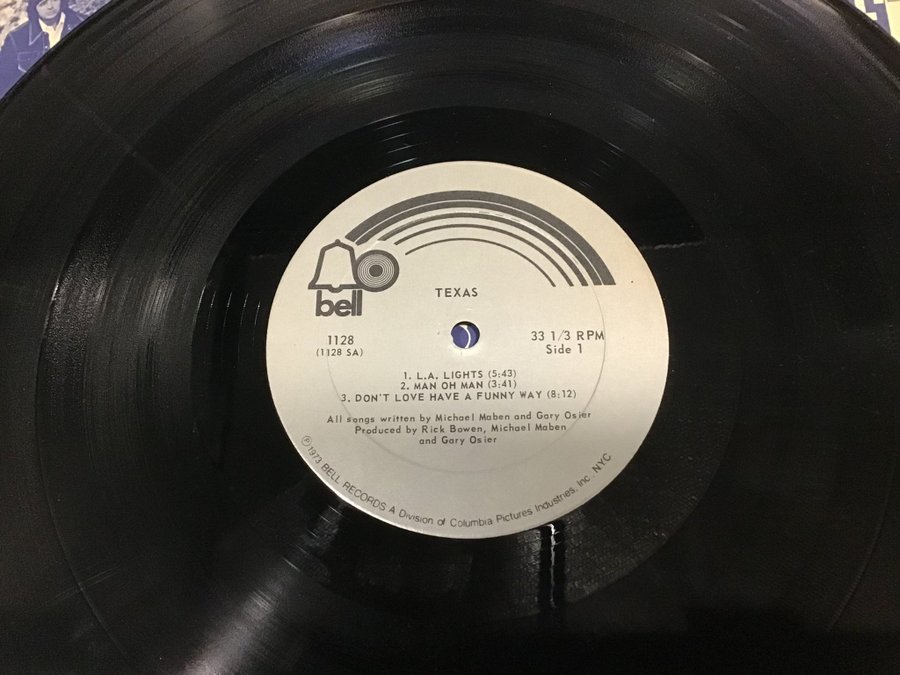 bell
TEXAS
1128
(1128 SA)
33 1/3 RPM
Side 1
1. L.A. LIGHTS (5:43)
2. MAN OH MAN (3:41)
3. DON'T LOVE HAVE A FUNNY WAY (8:12)
All songs written by Michael Maben and Gary Osier
Produced by Rick Bowen, Michael Maben
and Gary Osier
℗1973 BELL RECORDS A Division of Columbia Pictures Industries, Inc., NYC